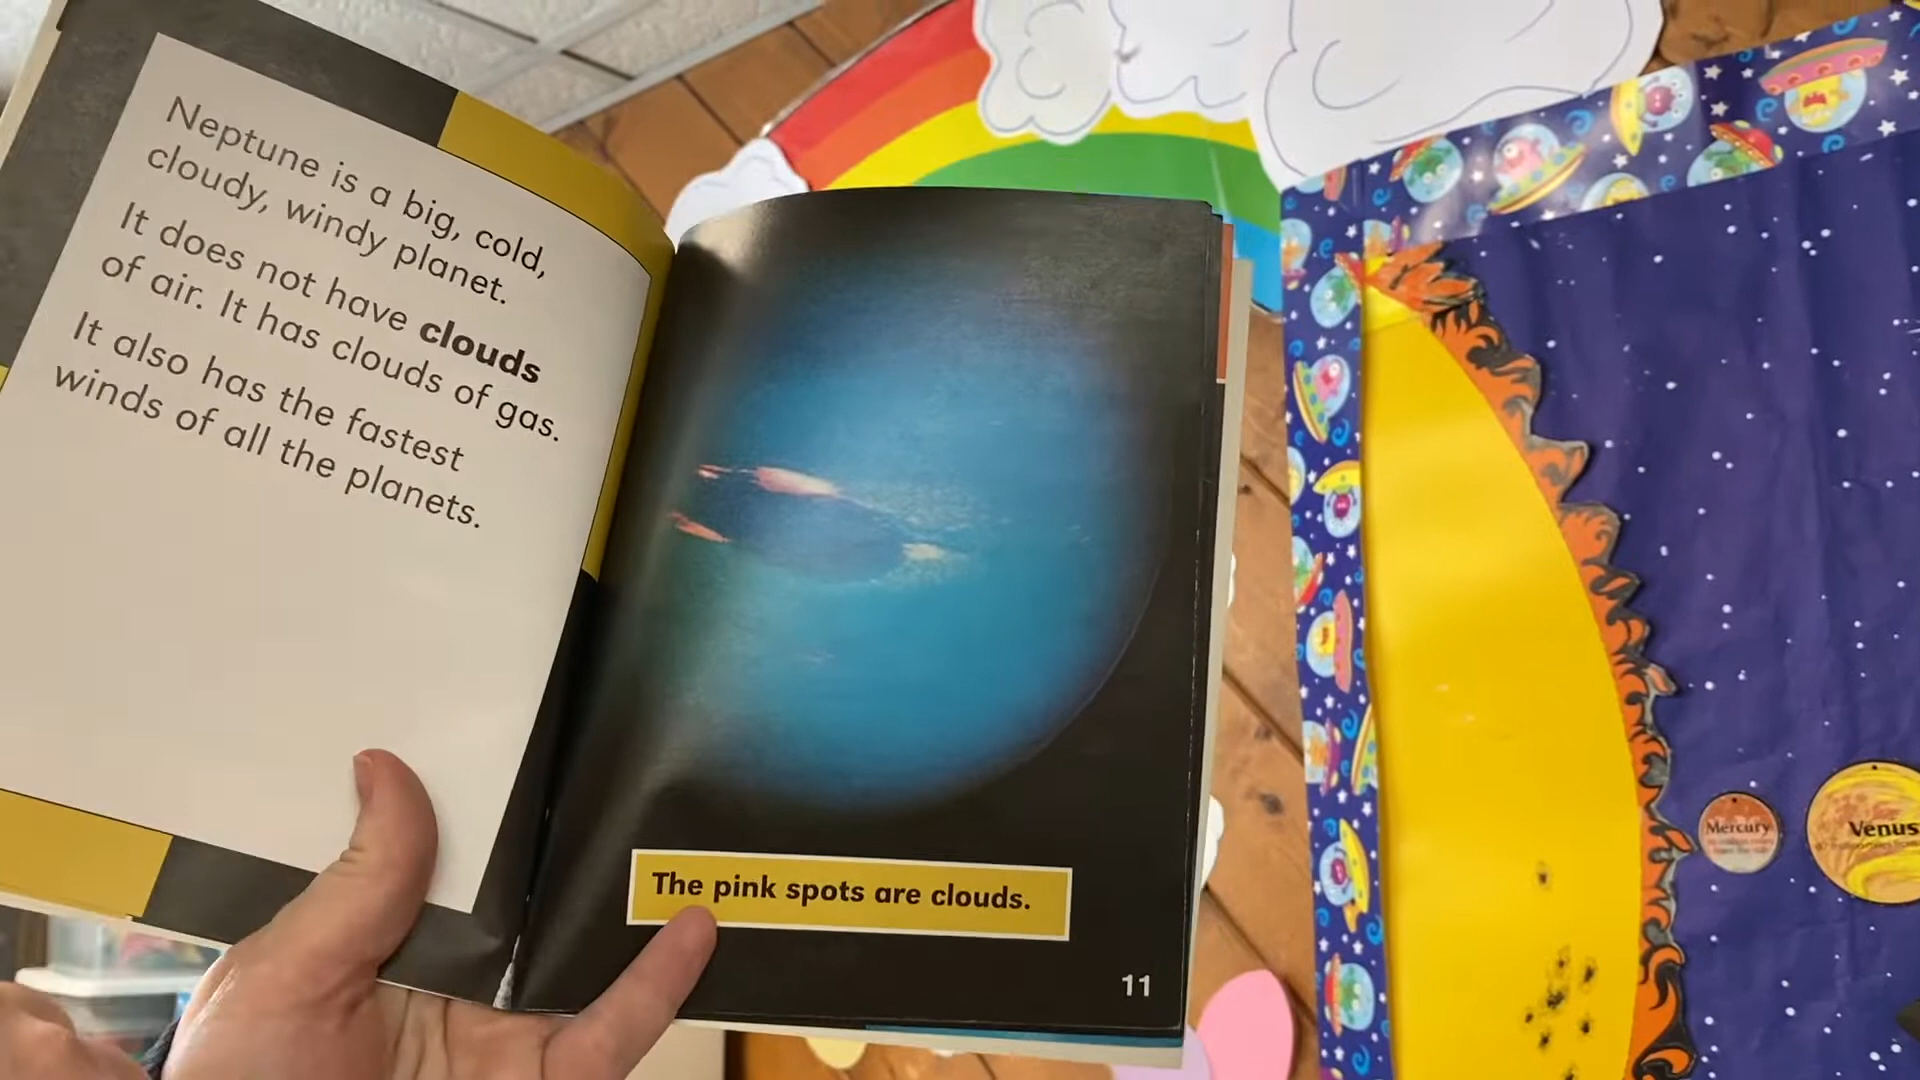 Neptune is a big, cold,
cloudy, windy planet.
It does not have clouds
of air. It has clouds of gas.
It also has the fastest
winds of all the planets.
The pink spots are clouds.
11
Mercury
Venus